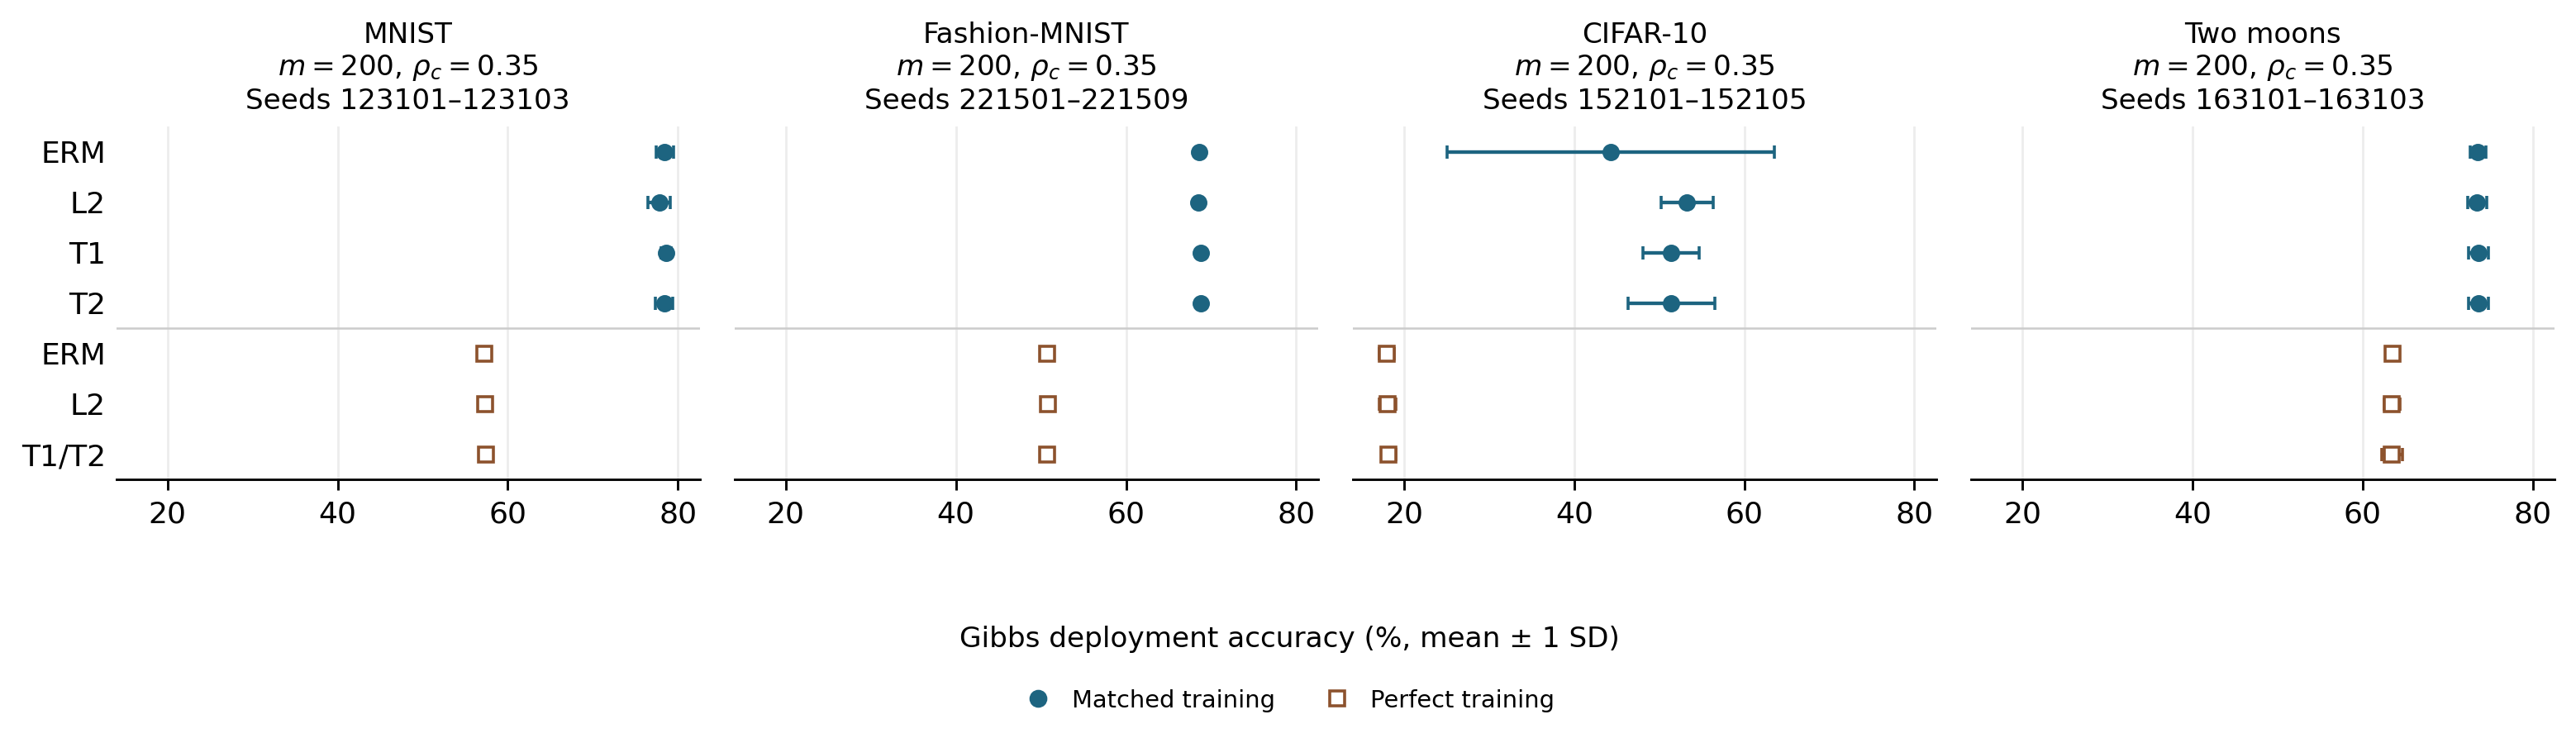 MNIST
m = 200, ρc = 0.35
Seeds 123101–123103
Fashion-MNIST
m = 200, ρc = 0.35
Seeds 221501–221509
CIFAR-10
m = 200, ρc = 0.35
Seeds 152101–152105
Two moons
m = 200, ρc = 0.35
Seeds 163101–163103
ERM
L2
T1
T2
ERM
L2
T1/T2
20 40 60 80
20 40 60 80
20 40 60 80
20 40 60 80
Gibbs deployment accuracy (%, mean ± 1 SD)
Matched training
Perfect training